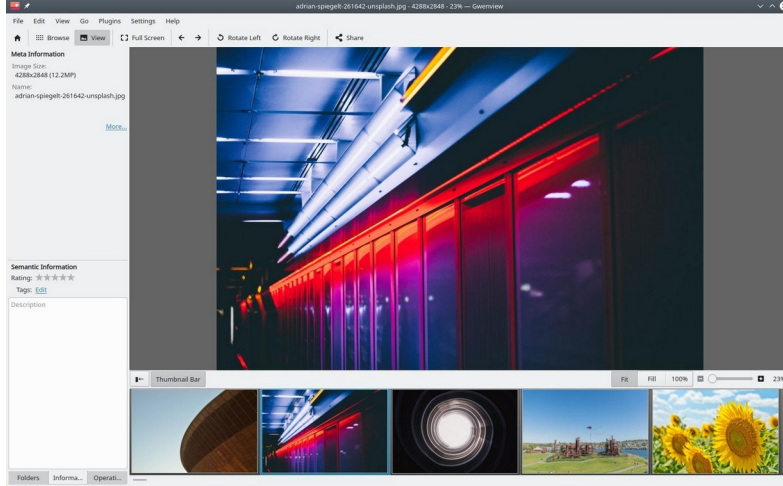 adrian-spiegelt-261642-unsplash.jpg - 4288x2848 - 23% — Gwenview
File Edit View Go Plugins Settings Help
Browse View Full Screen Rotate Left Rotate Right Share
Meta Information
Image Size:
4288x2848 (12.2MP)
Name:
adrian-spiegelt-261642-unsplash.jpg
More...
Semantic Information
Rating:
Tags: Edit
Description
Thumbnail Bar Fit Fill 100% 23%
Folders Informa... Operati...